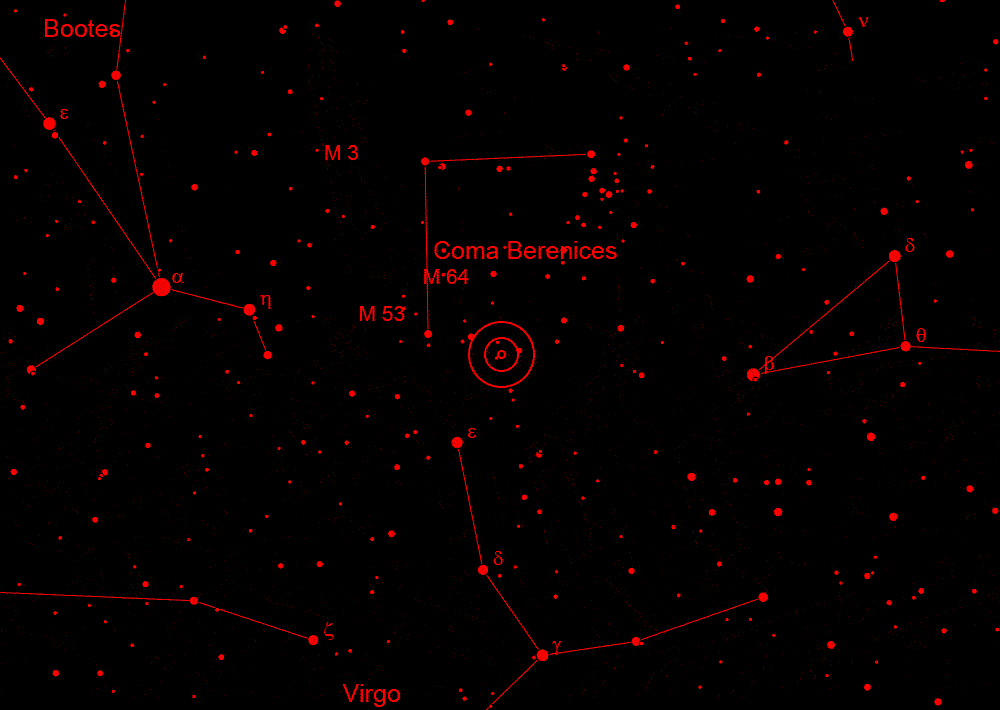 Bootes
ν
ε
M 3
δ
Coma Berenices
α
M 64
η
M 53
θ
β
ε
δ
ζ
γ
Virgo